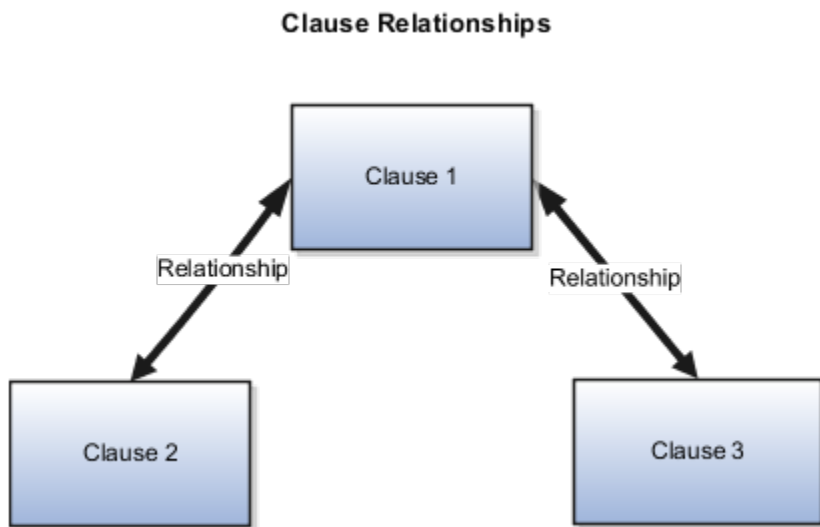 Clause Relationships
Clause 1
Relationship
Relationship
Clause 2
Clause 3